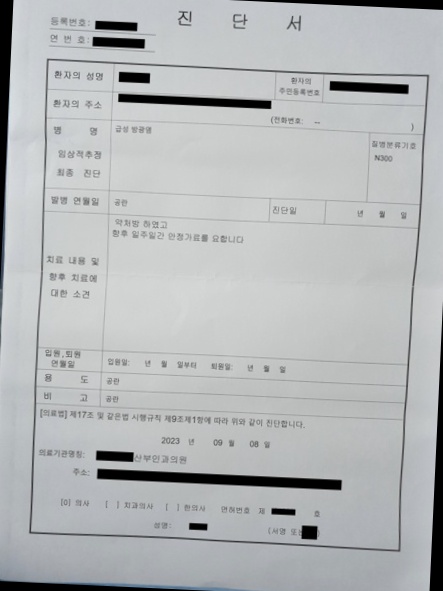 진 단 서
등록번호:
연 번 호:
환자의 성명
환자의
주민등록번호
환자의 주소
(전화번호: — )
병 명
급성 방광염
질병분류기호
임상적추정
N300
최종 진단
발병 연월일
공란
진단일
년 월 일
약처방 하였고
향후 일주일간 안정가료를 요합니다
치료 내용 및
향후 치료에
대한 소견
입원,퇴원
연월일
입원일: 년 월 일부터 퇴원일: 년 월 일
용 도
공란
비 고
공란
[의료법] 제17조 및 같은법 시행규칙 제9조제1항에 따라 위와 같이 진단합니다.
2023 년 09 월 08 일
의료기관명칭: 산부인과의원
주소:
[0] 의사 [ ] 치과의사 [ ] 한의사 면허번호 제 호
성명: (서명 또는